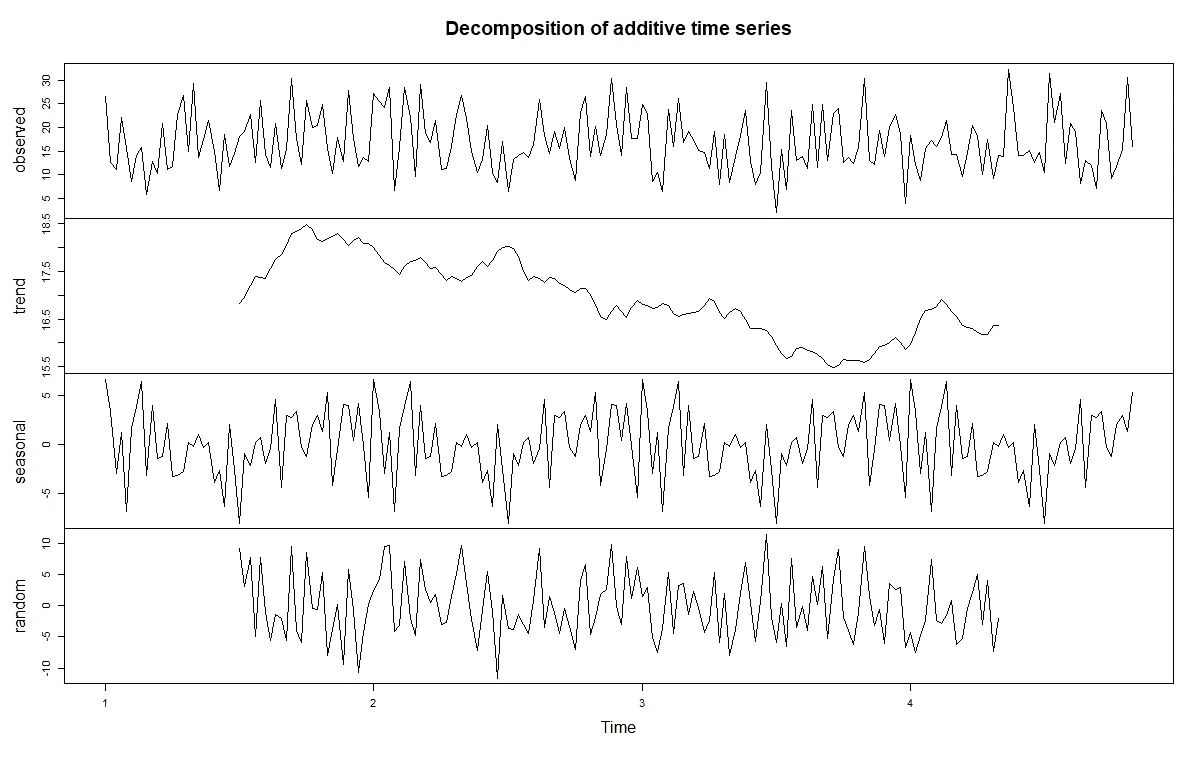 Decomposition of additive time series
observed
5 10 15 20 25 30
trend
15.5 16.5 17.5 18.5
seasonal
-5 0 5
random
-10 -5 0 5 10
1 2 3 4
Time